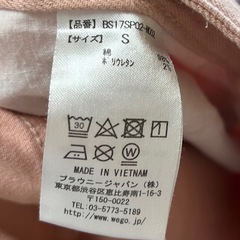 【品番】 BS17SP02-
【サイズ】 S
綿 98%
ポリウレタン 2%
30
MADE IN VIETNAM
ブラウニージャパン(株)
東京都渋谷区恵比寿南1-16-3
〒150-0022
TEL 03-5773-5189
http://www.wego.jp/